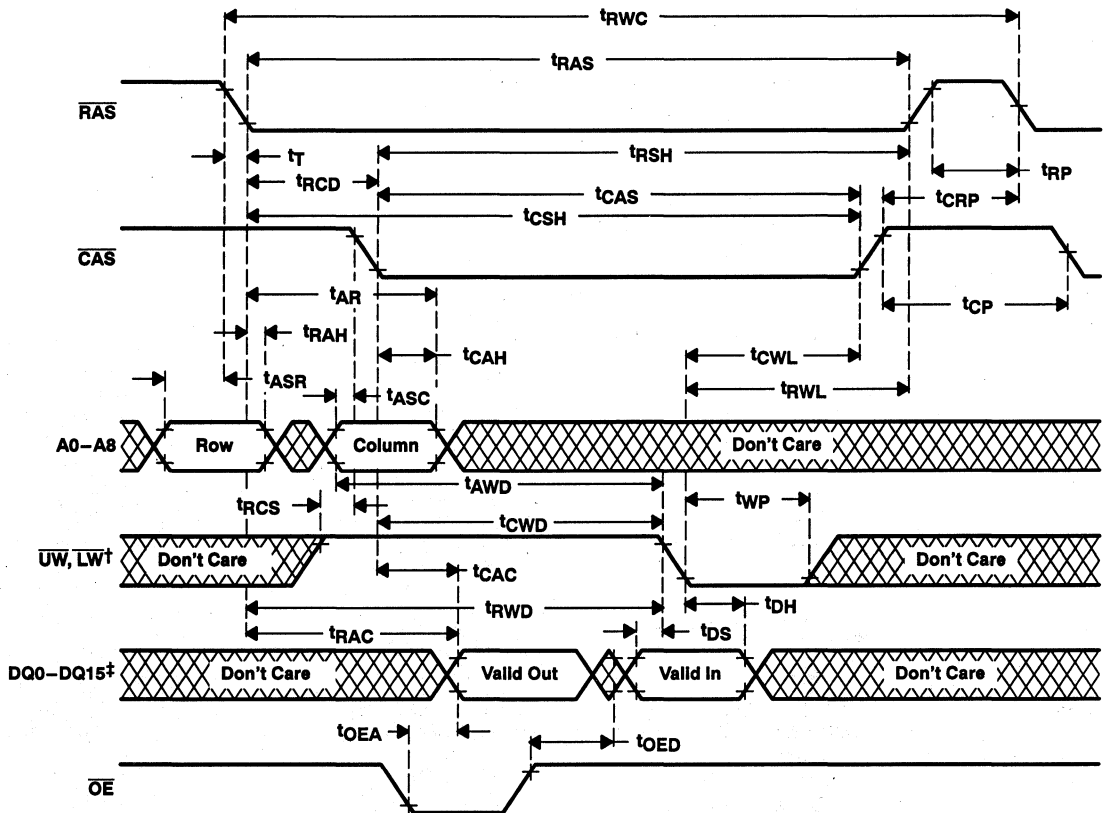 tRWC
tRAS
RAS
tT
tRSH
tRP
tRCD
tCAS
tCRP
tCSH
CAS
tAR
tCP
tRAH
tCAH
tCWL
tASR
tASC
tRWL
A0–A8
Row
Column
Don't Care
tAWD
tRCS
tWP
tCWD
UW, LW†
Don't Care
Don't Care
tCAC
tRWD
tDH
tRAC
tDS
DQ0–DQ15‡
Don't Care
Valid Out
Valid In
Don't Care
tOEA
tOED
OE